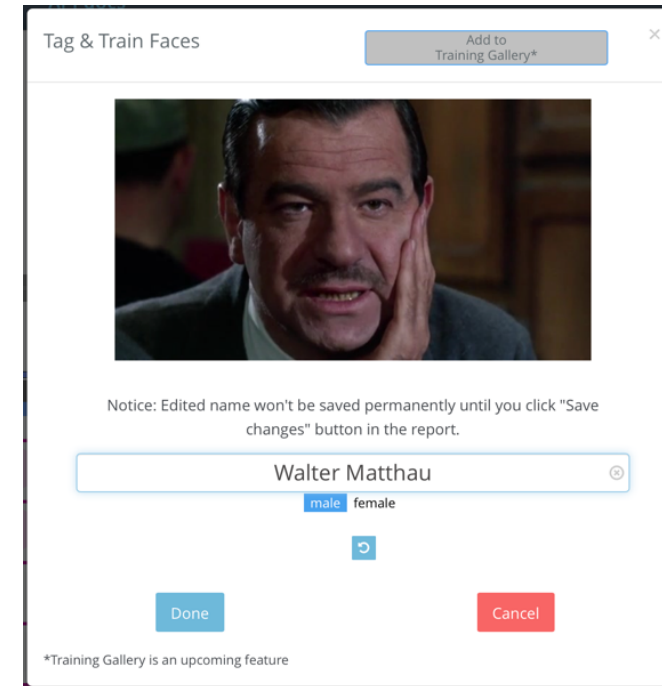 Tag & Train Faces
Add to
Training Gallery*
Notice: Edited name won't be saved permanently until you click "Save
changes" button in the report.
Walter Matthau
male female
Done
Cancel
*Training Gallery is an upcoming feature